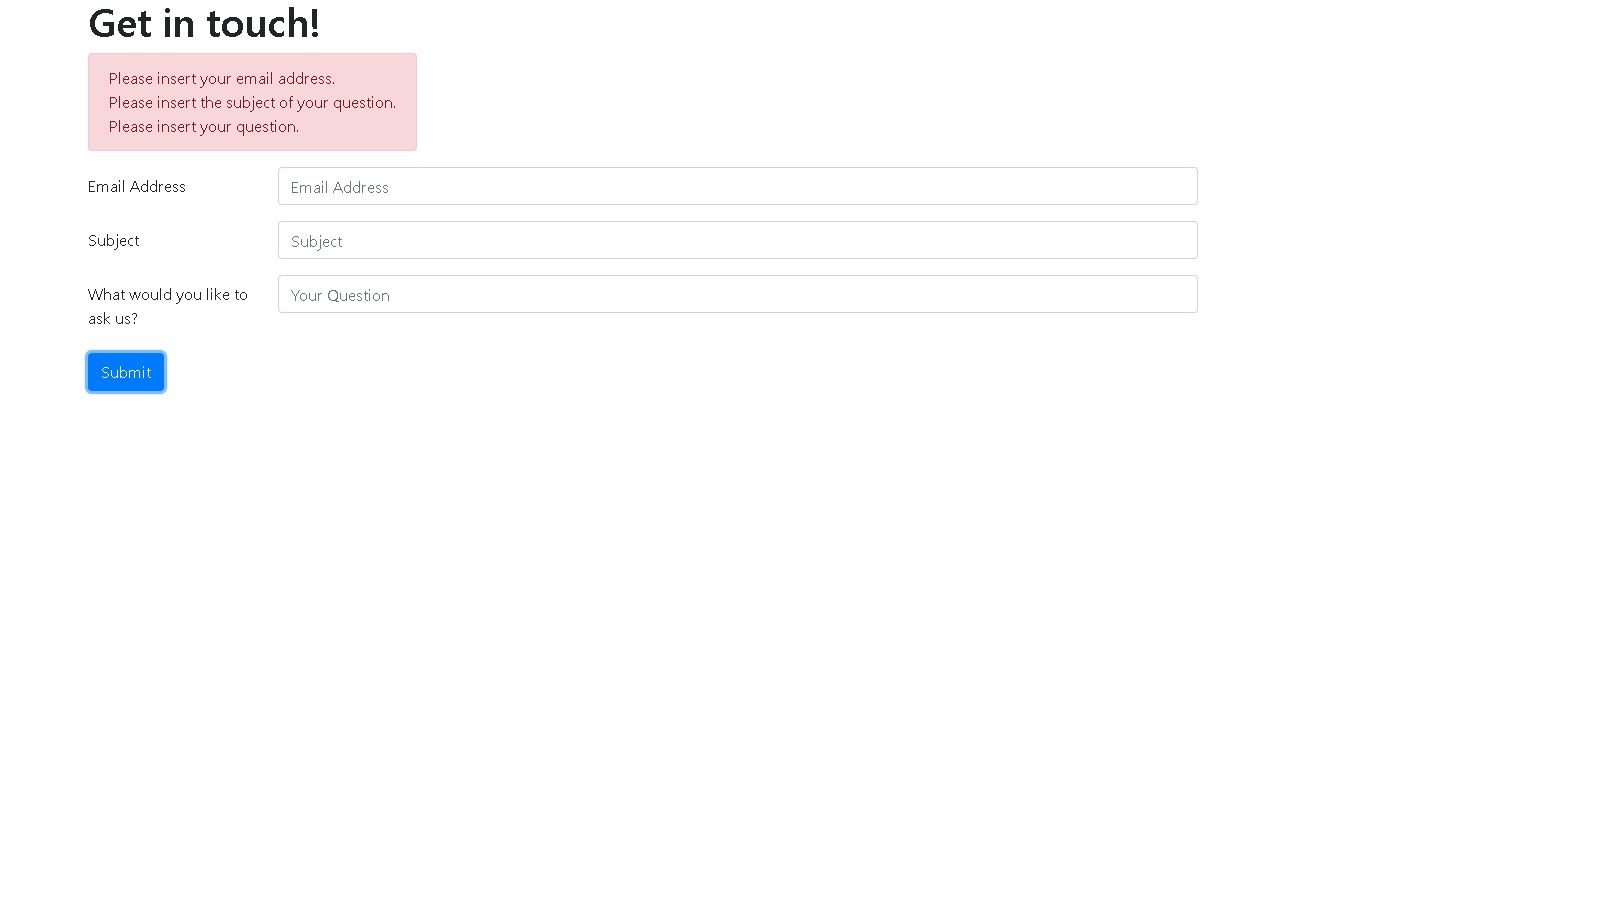 Get in touch!
Please insert your email address.
Please insert the subject of your question.
Please insert your question.
Email Address
Email Address
Subject
Subject
What would you like to
ask us?
Your Question
Submit